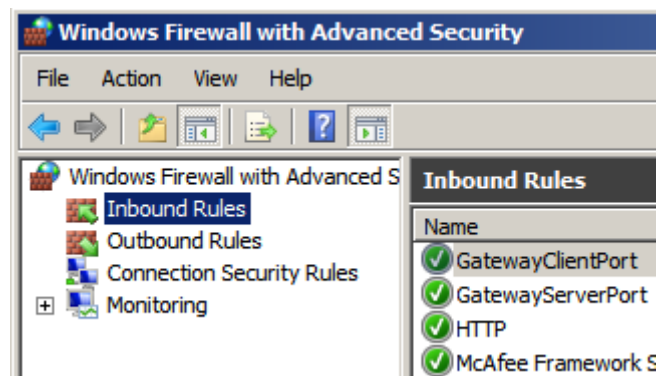 Windows Firewall with Advanced Security
File Action View Help
Windows Firewall with Advanced S
Inbound Rules
Outbound Rules
Connection Security Rules
Monitoring
Inbound Rules
Name
GatewayClientPort
GatewayServerPort
HTTP
McAfee Framework S